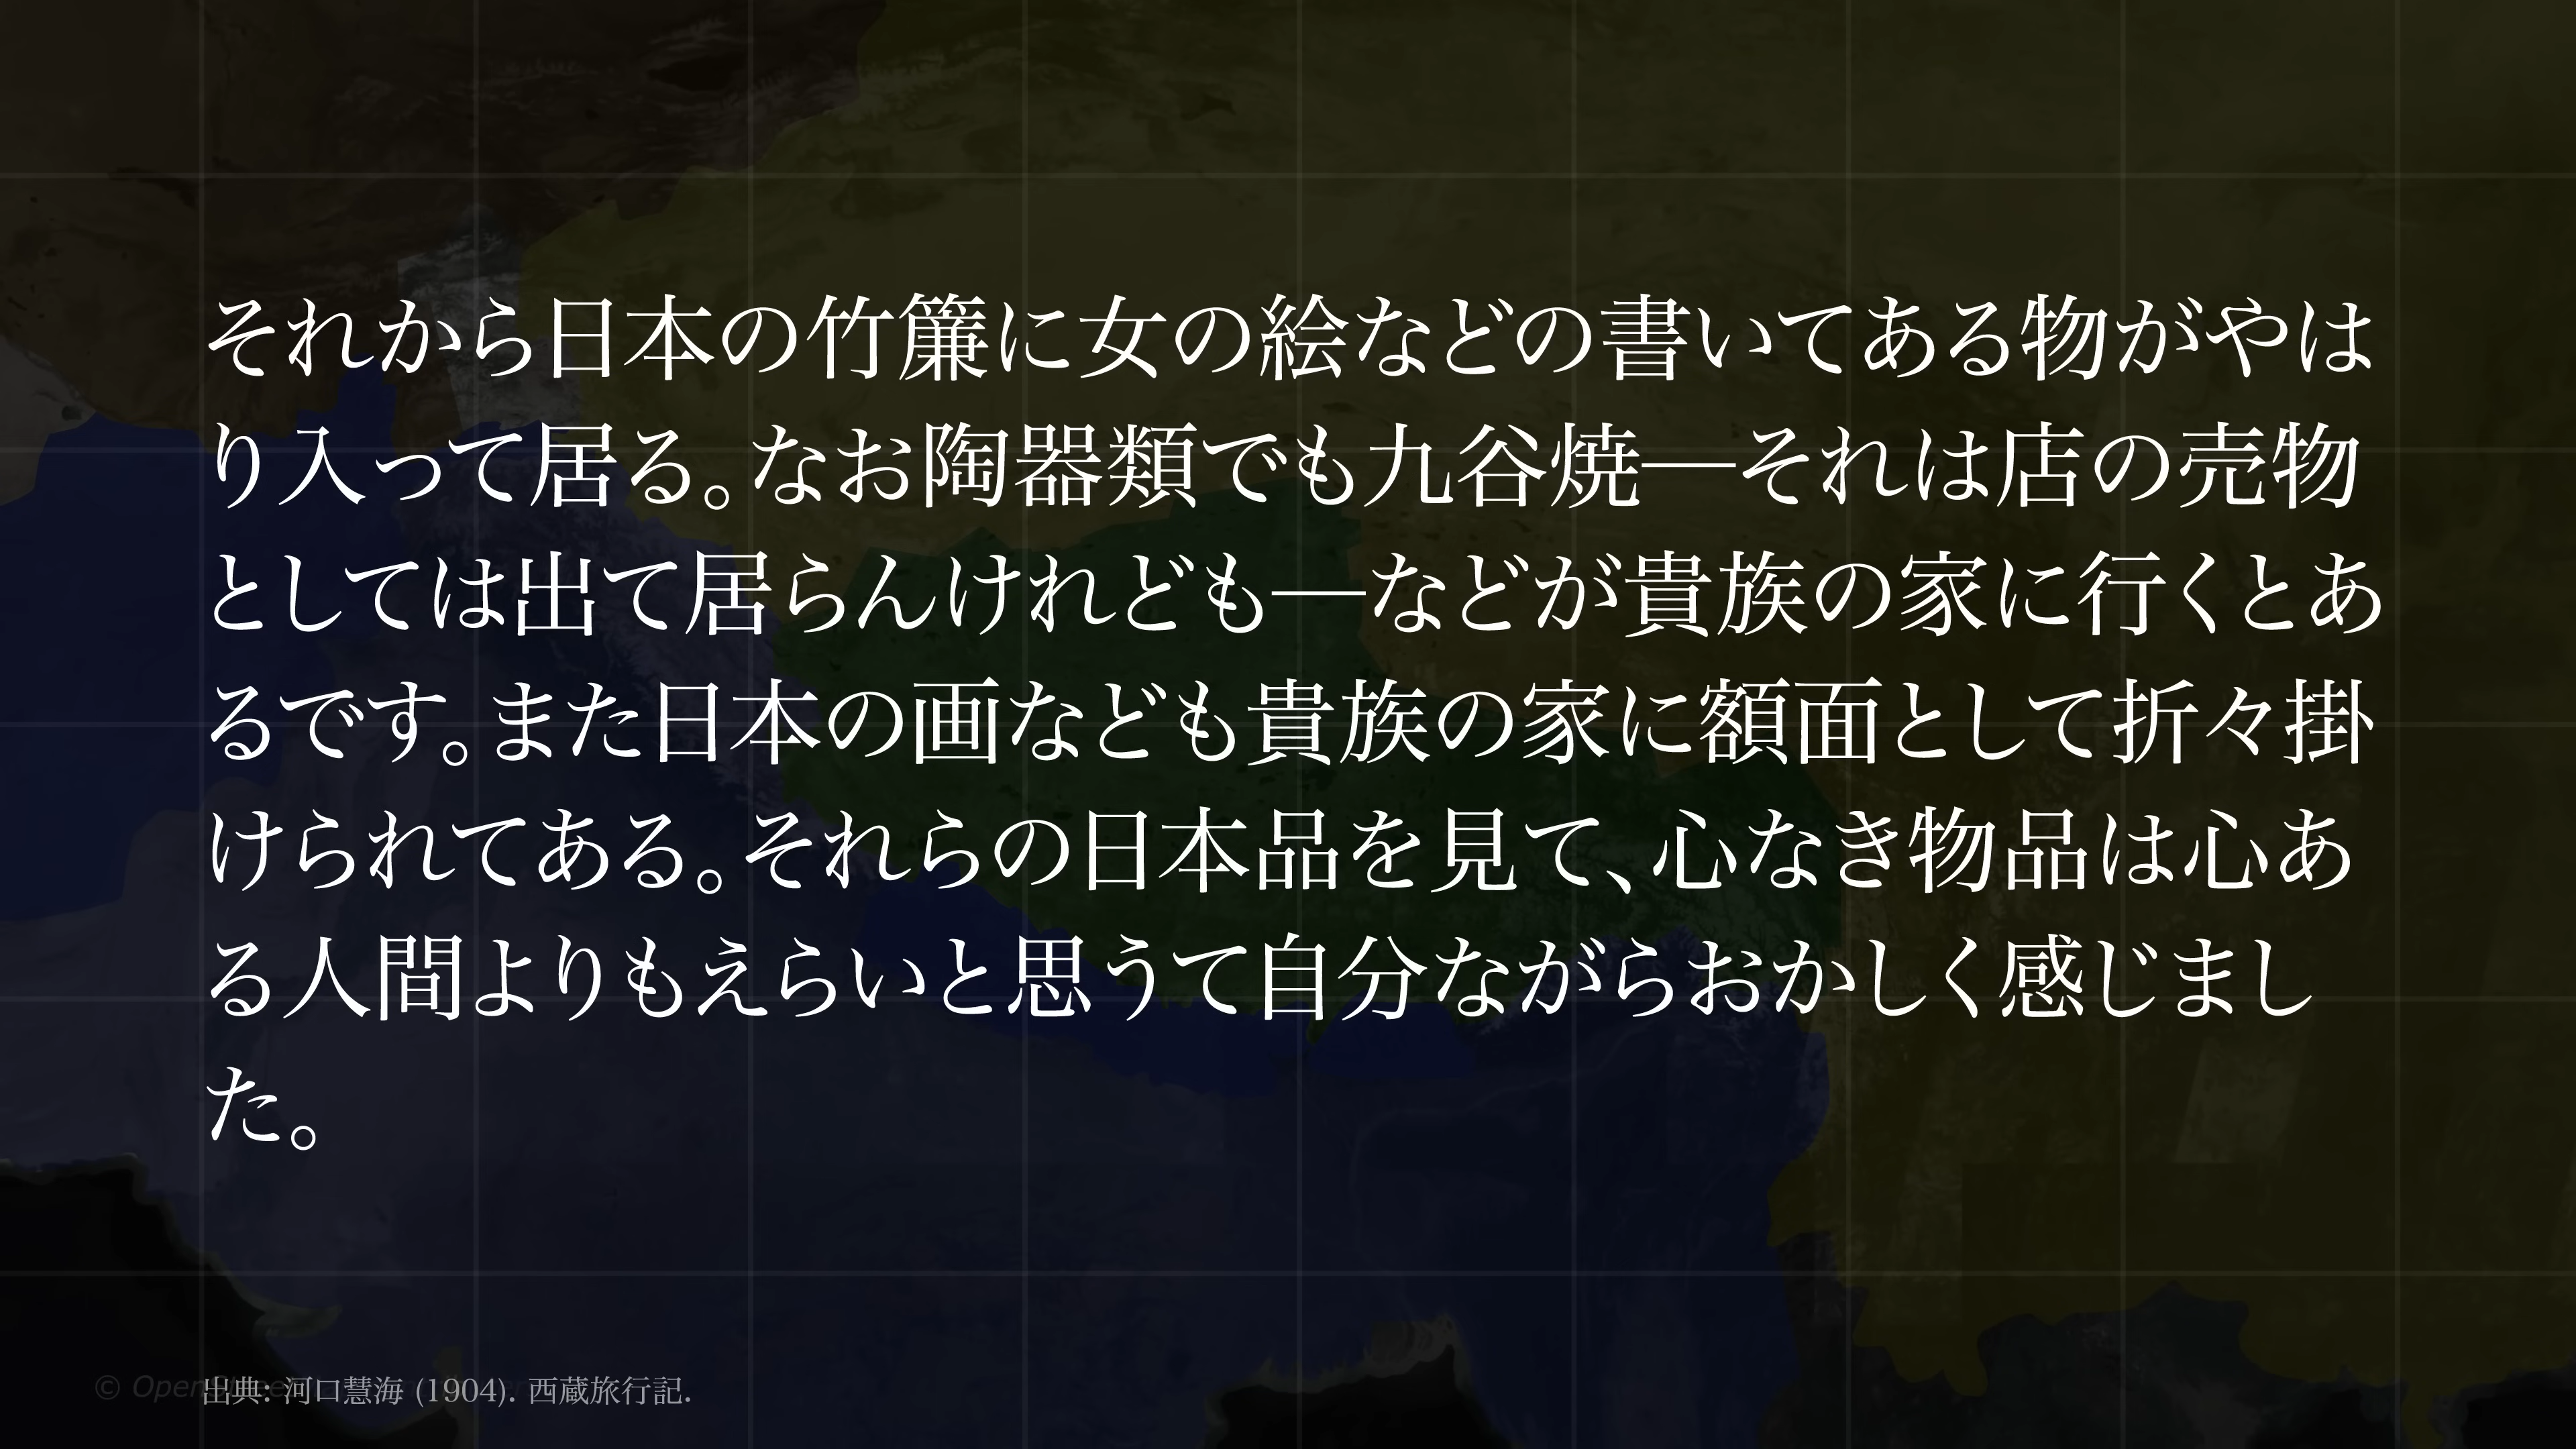 それから日本の竹簾に女の絵などの書いてある物がやは
り入って居る。なお陶器類でも九谷焼―それは店の売物
としては出て居らんけれども―などが貴族の家に行くとあ
るです。また日本の画なども貴族の家に額面として折々掛
けられてある。それらの日本品を見て、心なき物品は心あ
る人間よりもえらいと思うて自分ながらおかしく感じまし
た。
出典: 河口慧海 (1904). 西蔵旅行記.